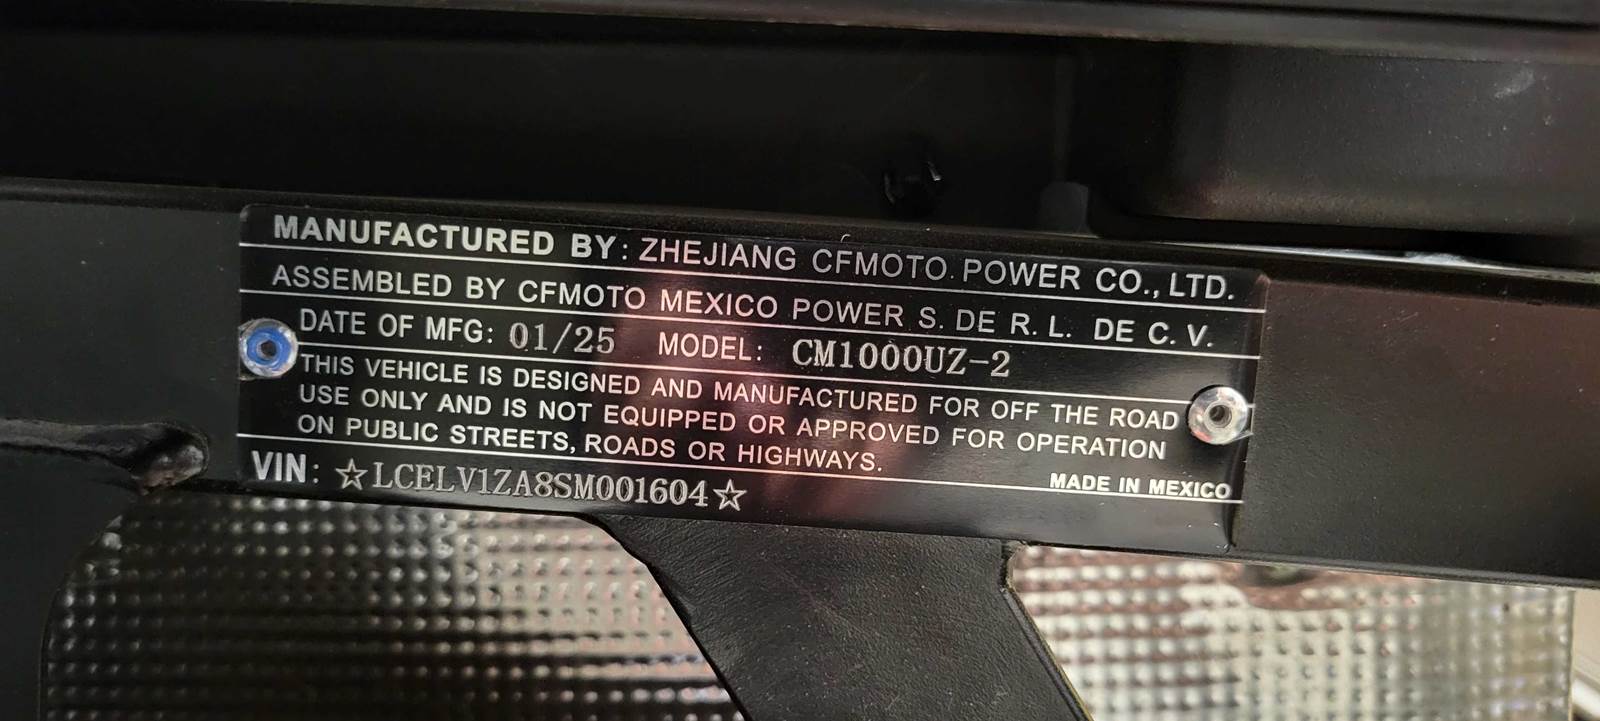 MANUFACTURED BY: ZHEJIANG CFMOTO. POWER CO., LTD.
ASSEMBLED BY CFMOTO MEXICO POWER S. DE R. L. DE C. V.
DATE OF MFG: 01/25 MODEL: CM1000UZ-2
THIS VEHICLE IS DESIGNED AND MANUFACTURED FOR OFF THE ROAD
USE ONLY AND IS NOT EQUIPPED OR APPROVED FOR OPERATION
ON PUBLIC STREETS, ROADS OR HIGHWAYS.
MADE IN MEXICO
VIN: ☆LCELV1ZA8SM001604☆